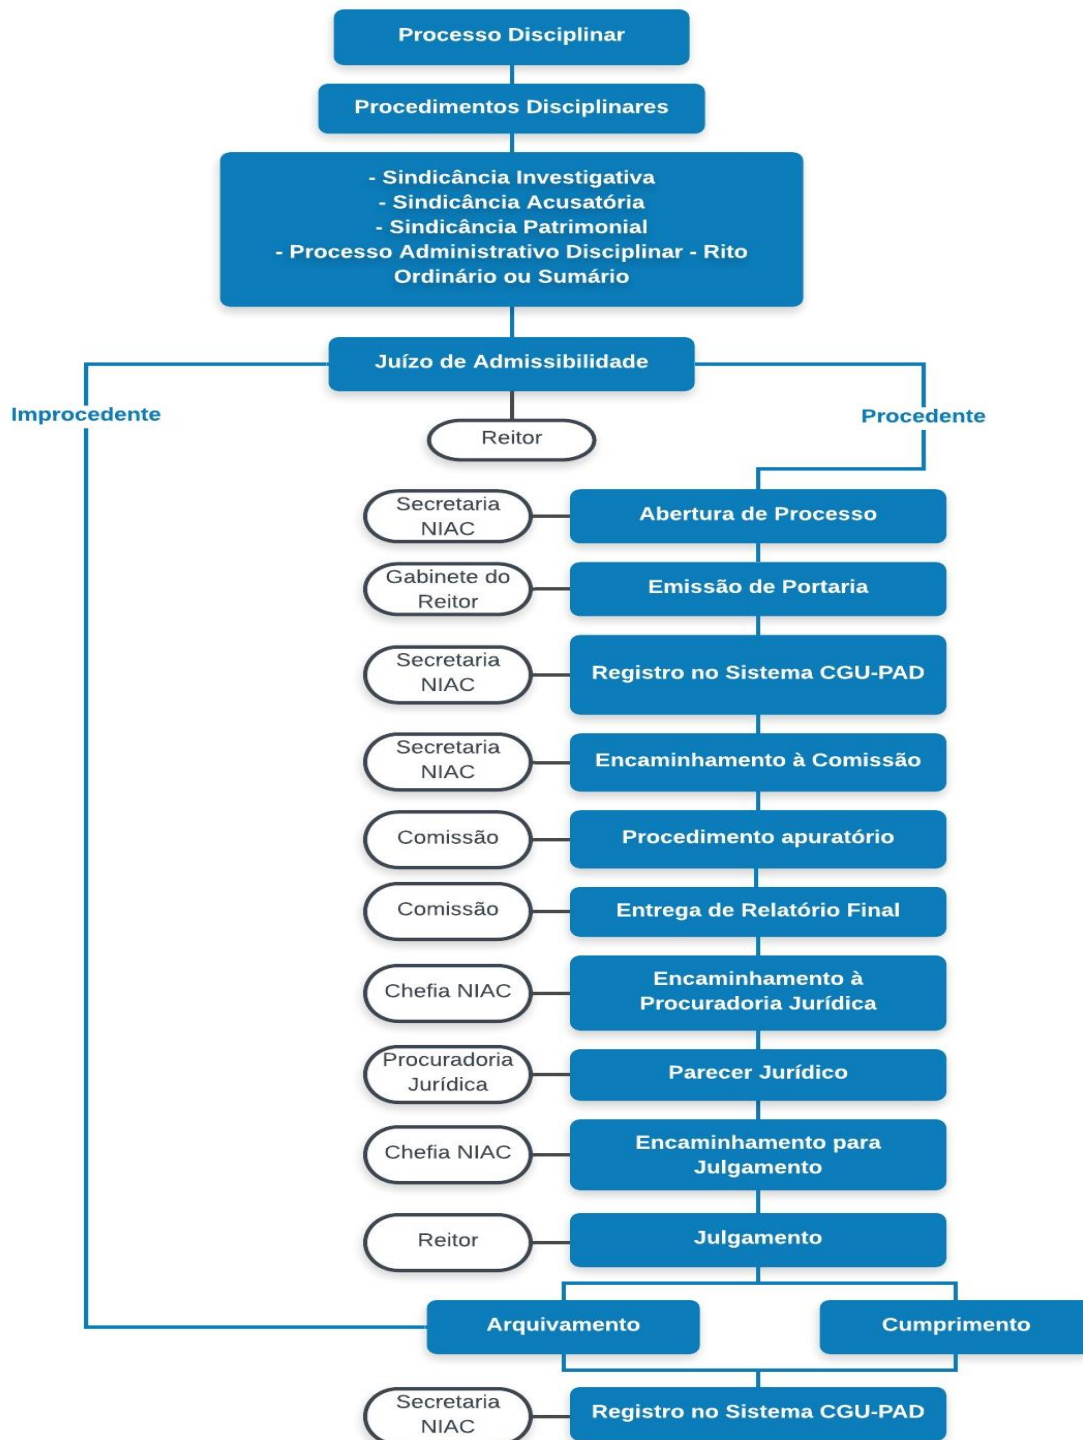 Processo Disciplinar
Procedimentos Disciplinares
- Sindicância Investigativa
- Sindicância Acusatória
- Sindicância Patrimonial
- Processo Administrativo Disciplinar - Rito
Ordinário ou Sumário
Juízo de Admissibilidade
Improcedente
Procedente
Reitor
Secretaria
NIAC
Abertura de Processo
Gabinete do
Reitor
Emissão de Portaria
Secretaria
NIAC
Registro no Sistema CGU-PAD
Secretaria
NIAC
Encaminhamento à Comissão
Comissão
Procedimento apuratório
Comissão
Entrega de Relatório Final
Chefia NIAC
Encaminhamento à
Procuradoria Jurídica
Procuradoria
Jurídica
Parecer Jurídico
Chefia NIAC
Encaminhamento para
Julgamento
Reitor
Julgamento
Arquivamento
Cumprimento
Secretaria
NIAC
Registro no Sistema CGU-PAD